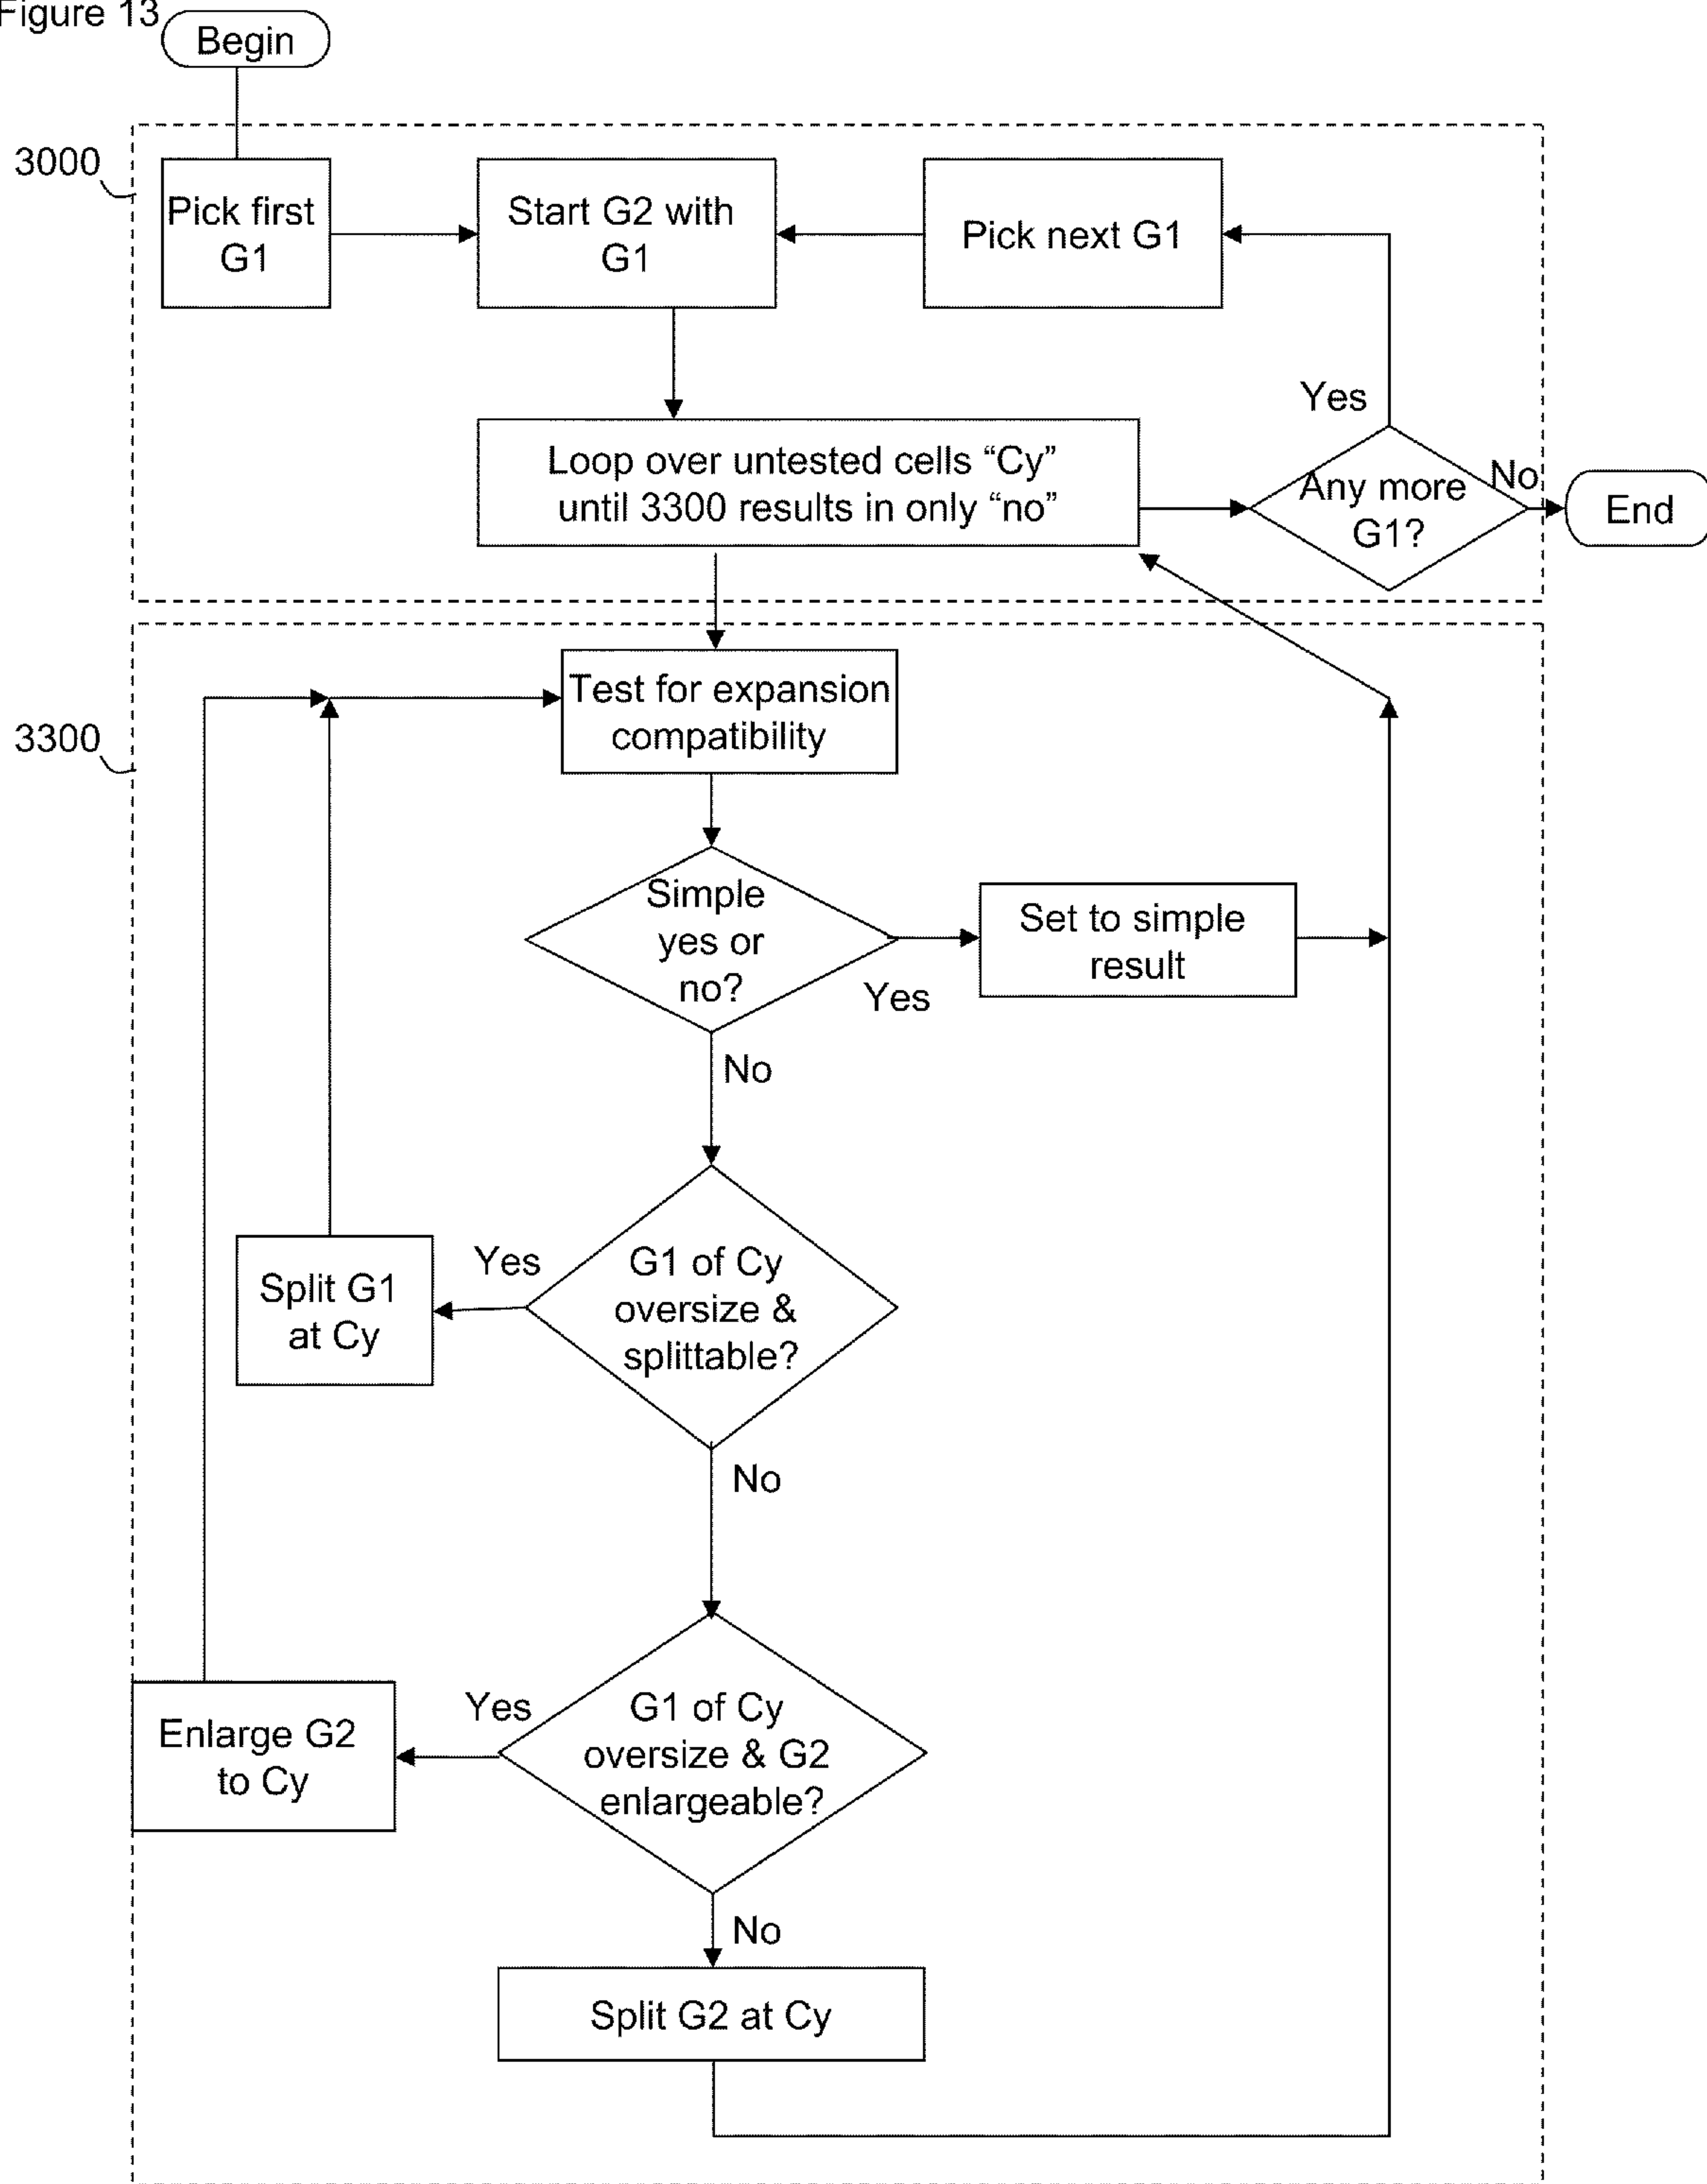 Figure 13
Begin
3000
Pick first
G1
Start G2 with
G1
Pick next G1
Yes
Loop over untested cells “Cy”
until 3300 results in only “no”
Any more
G1?
No
End
3300
Test for expansion
compatibility
Simple
yes or
no?
Yes
Set to simple
result
No
Split G1
at Cy
Yes
G1 of Cy
oversize &
splittable?
No
Enlarge G2
to Cy
Yes
G1 of Cy
oversize & G2
enlargeable?
No
Split G2 at Cy